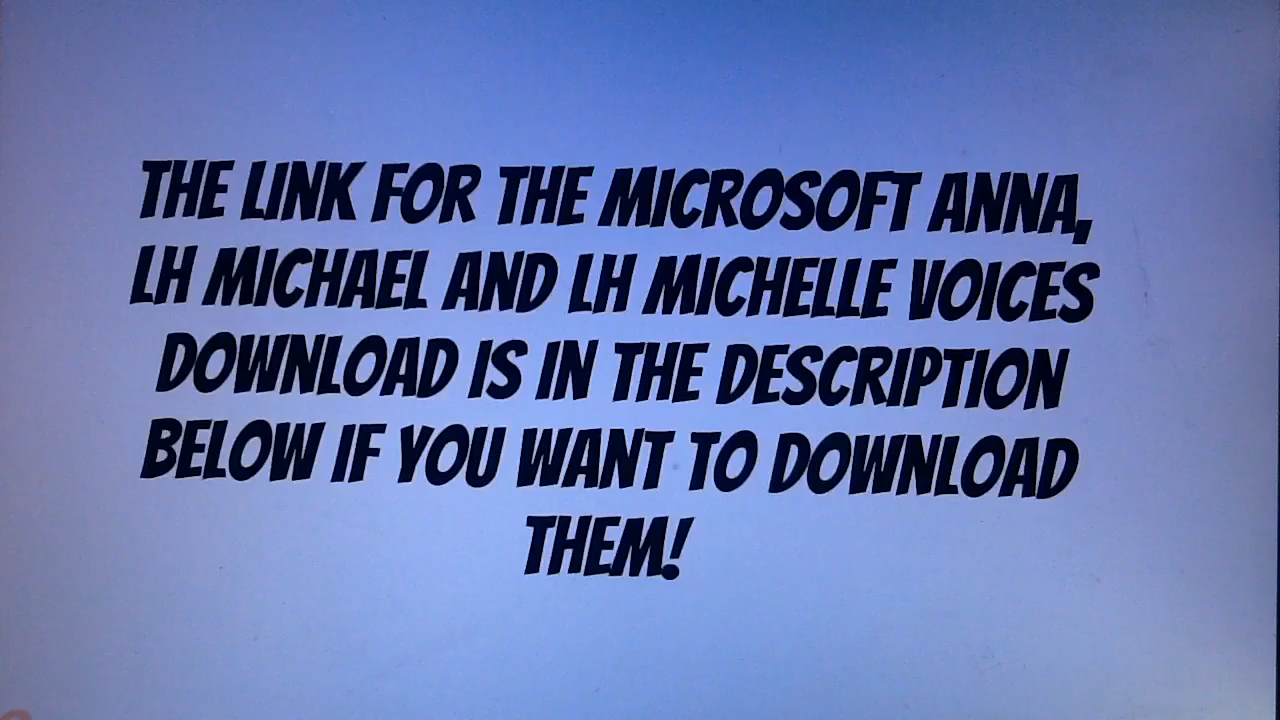 THE LINK FOR THE MICROSOFT ANNA,
LH MICHAEL AND LH MICHELLE VOICES
DOWNLOAD IS IN THE DESCRIPTION
BELOW IF YOU WANT TO DOWNLOAD
THEM!